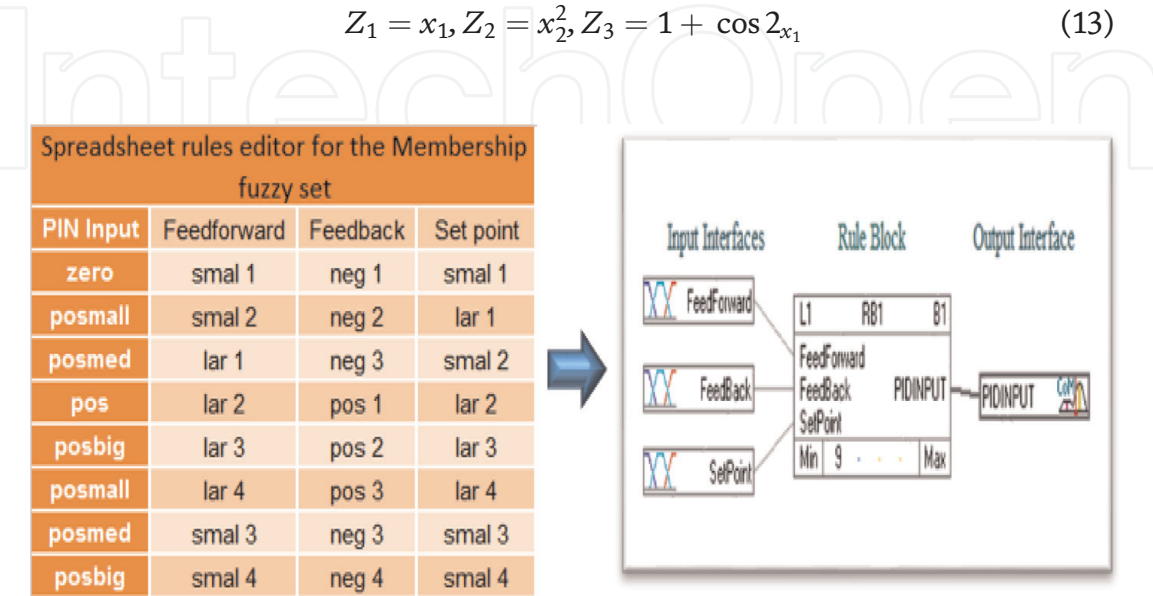 Z₁ = x₁, Z₂ = x₂², Z₃ = 1 + cos 2ₓ₁ (13)
IntechOpen
Spreadsheet rules editor for the Membership
fuzzy set
PIN Input Feedforward Feedback Set point
zero smal 1 neg 1 smal 1
posmall smal 2 neg 2 lar 1
posmed lar 1 neg 3 smal 2
pos lar 2 pos 1 lar 2
posbig lar 3 pos 2 lar 3
posmall lar 4 pos 3 lar 4
posmed smal 3 neg 3 smal 3
posbig smal 4 neg 4 smal 4
Input Interfaces Rule Block Output Interface
FeedForward
FeedBack
SetPoint
L1 RB1 B1
FeedForward
FeedBack PIDINPUT
SetPoint
Min 9 - - - Max
PIDINPUT CoM